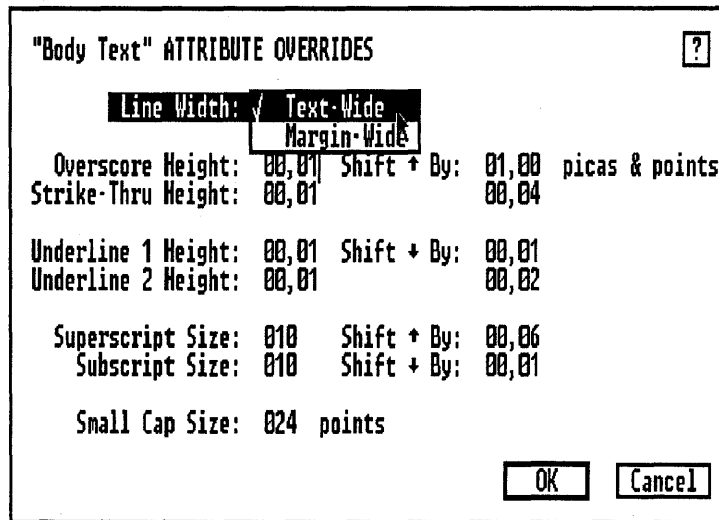 "Body Text" ATTRIBUTE OVERRIDES ?
Line Width: √ Text-Wide
Margin-Wide
Overscore Height: 00,01 Shift ↑ By: 01,00 picas & points
Strike-Thru Height: 00,01 00,04
Underline 1 Height: 00,01 Shift ↓ By: 00,01
Underline 2 Height: 00,01 00,02
Superscript Size: 010 Shift ↑ By: 00,06
Subscript Size: 010 Shift ↓ By: 00,01
Small Cap Size: 024 points
OK Cancel